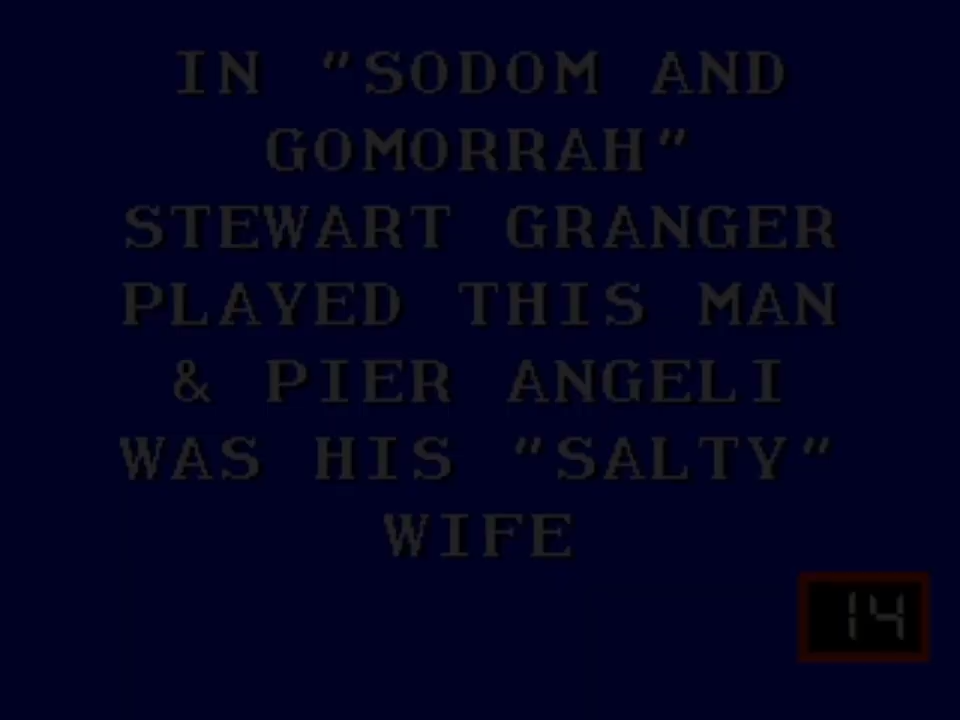 IN "SODOM AND
GOMORRAH"
STEWART GRANGER
PLAYED THIS MAN
& PIER ANGELI
WAS HIS "SALTY"
WIFE
14